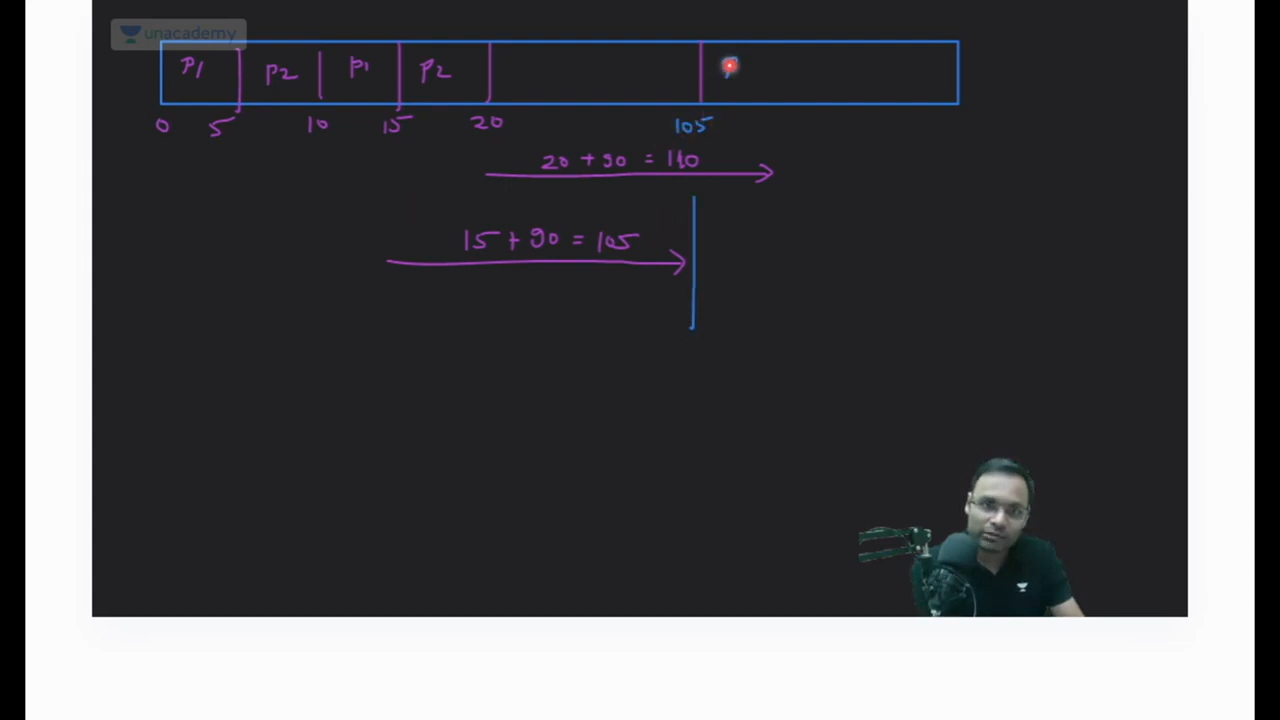 unacademy
P1 P2 P1 P2
0 5 10 15 20 105
20 + 90 = 110
15 + 90 = 105